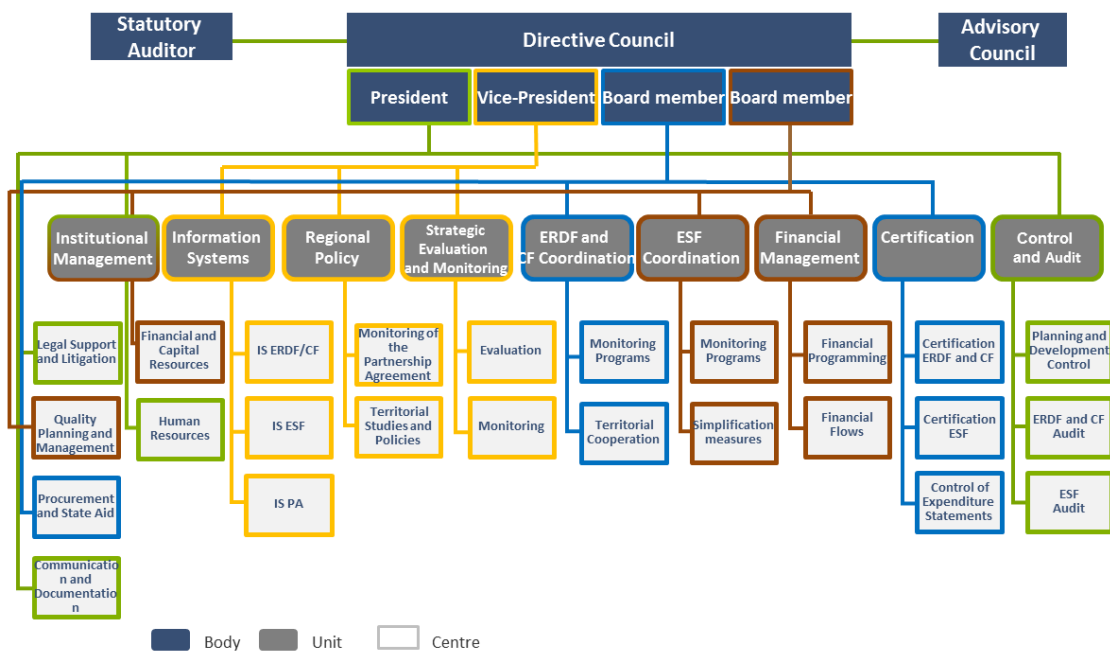 Statutory
Auditor
Directive Council
Advisory
Council
President
Vice-President
Board member
Board member
Institutional
Management
Information
Systems
Regional
Policy
Strategic
Evaluation
and Monitoring
ERDF and
CF Coordination
ESF
Coordination
Financial
Management
Certification
Control
and Audit
Legal Support
and Litigation
Financial and
Capital
Resources
IS ERDF/CF
Monitoring of
the
Partnership
Agreement
Evaluation
Monitoring
Programs
Monitoring
Programs
Financial
Programming
Certification
ERDF and CF
Planning and
Development
Control
Quality
Planning and
Management
Human
Resources
IS ESF
Territorial
Studies and
Policies
Monitoring
Territorial
Cooperation
Simplification
measures
Financial
Flows
Certification
ESF
ERDF and CF
Audit
Procurement
and State Aid
IS PA
Control of
Expenditure
Statements
ESF
Audit
Communicatio
n and
Documentatio
n
Body
Unit
Centre